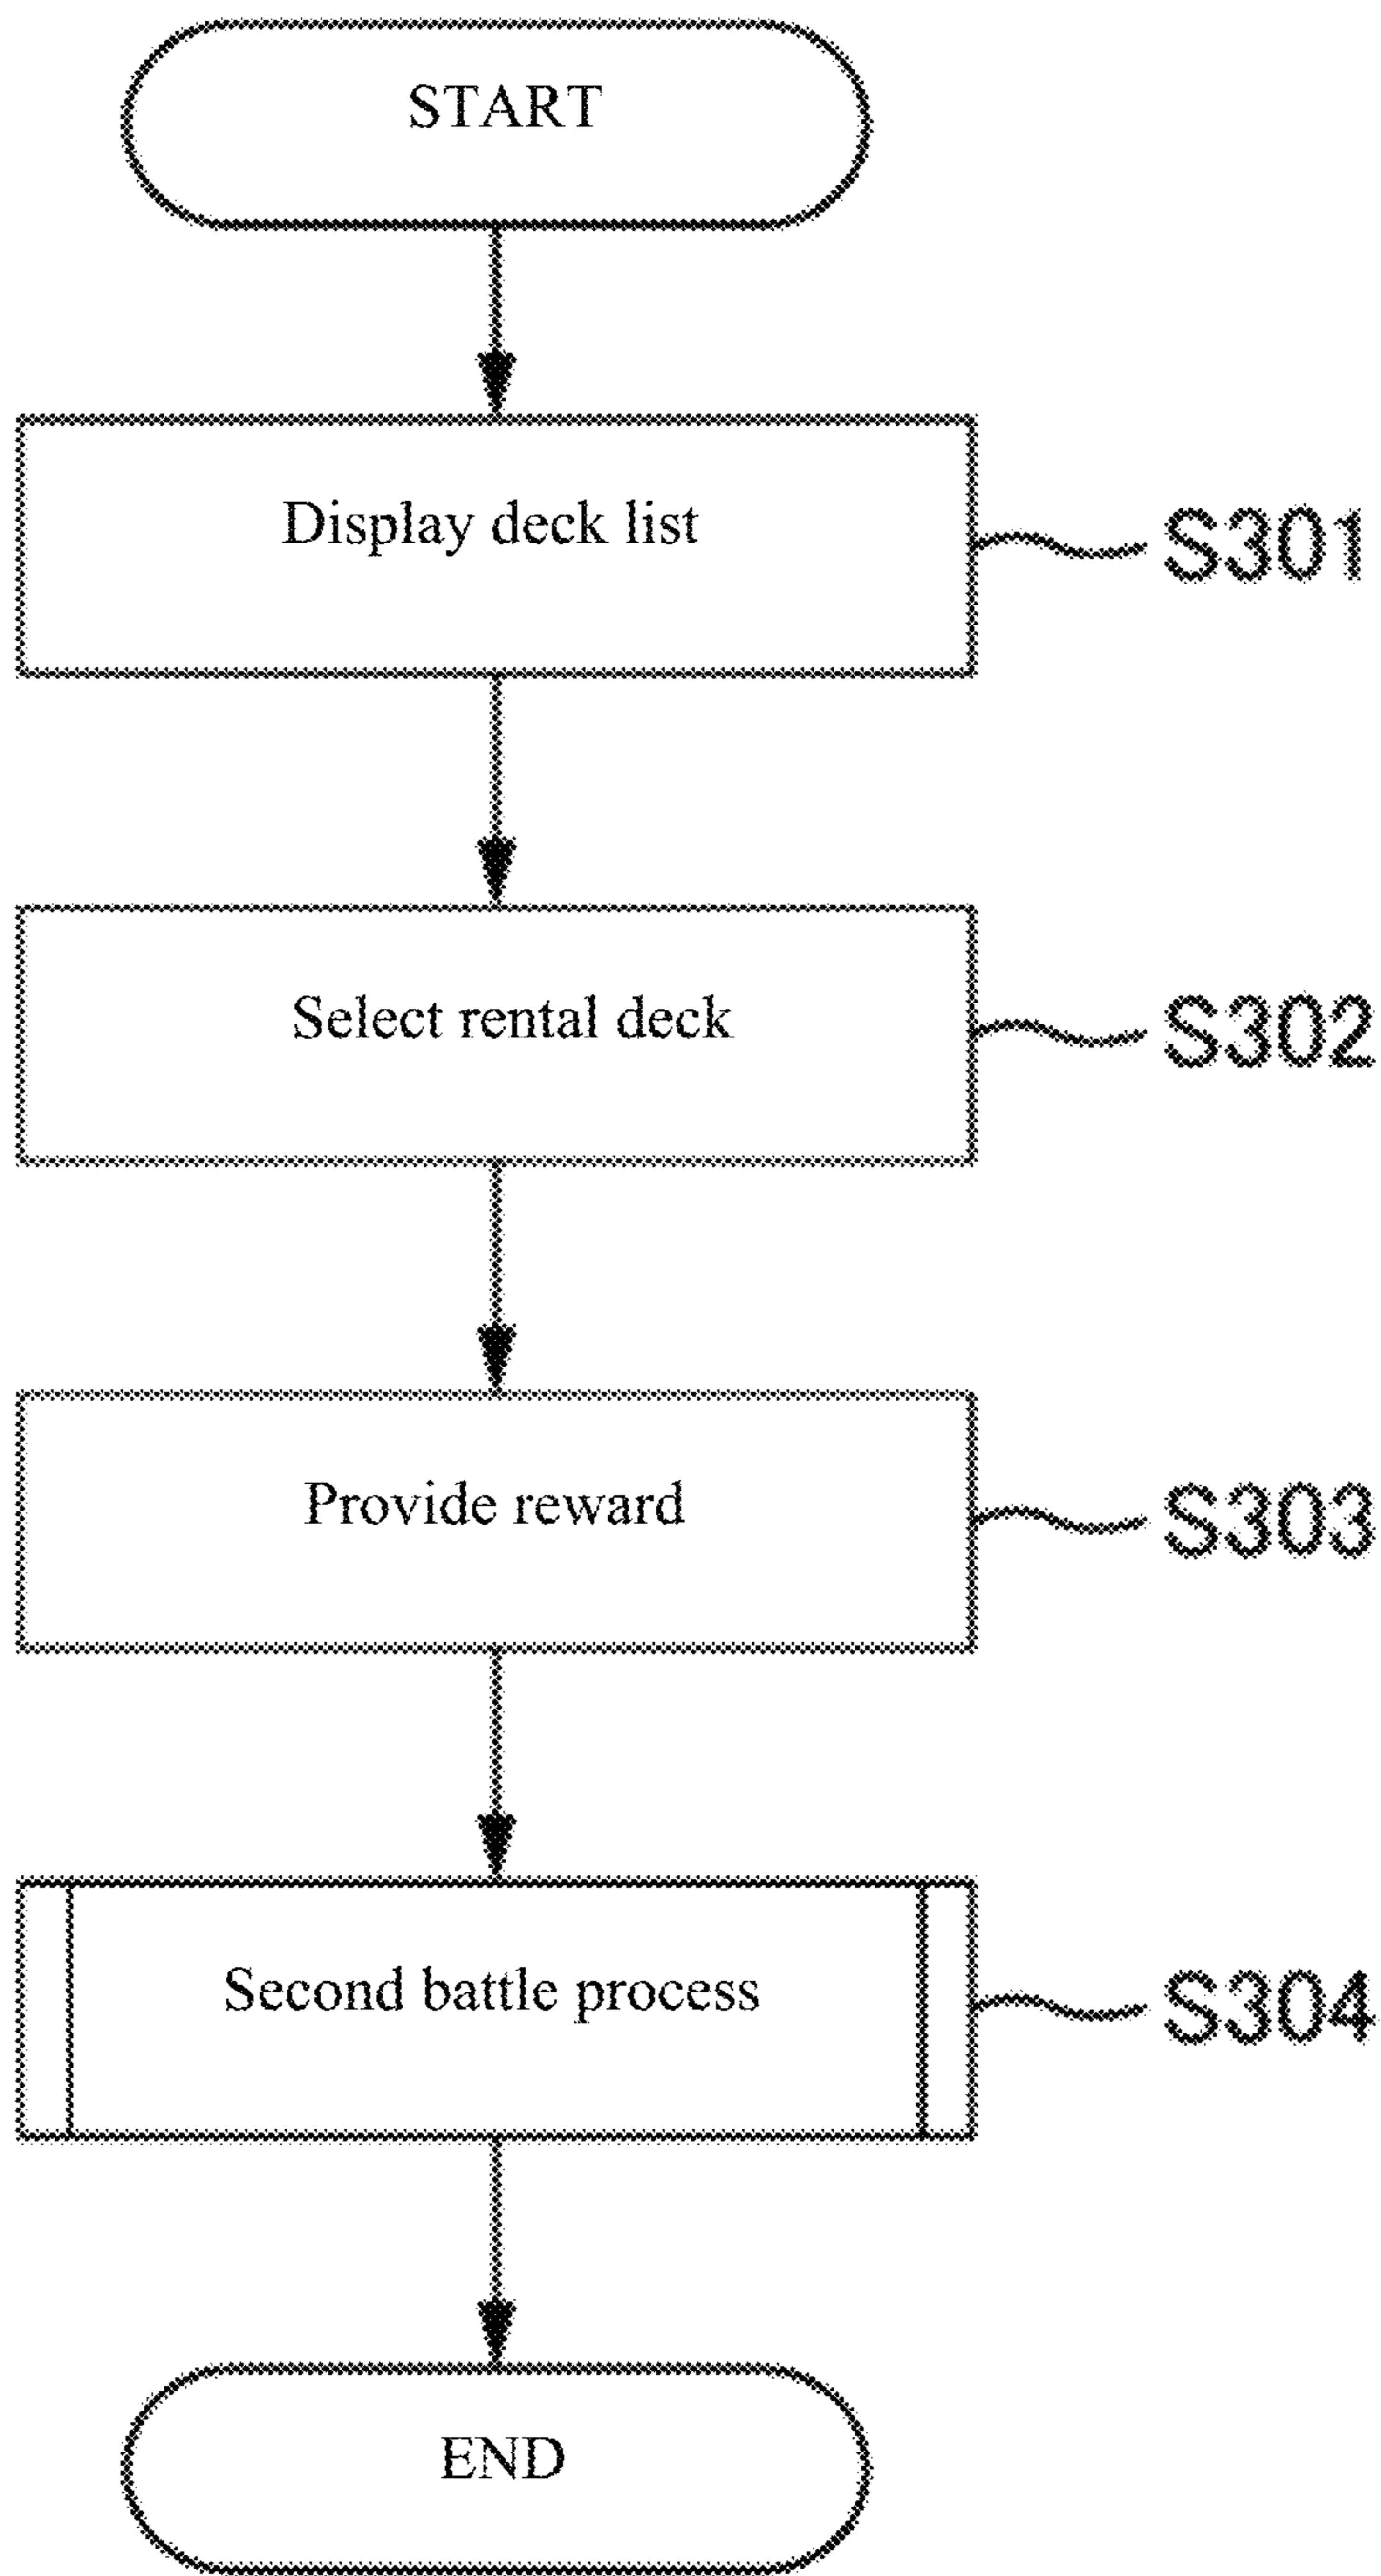 START
Display deck list
S301
Select rental deck
S302
Provide reward
S303
Second battle process
S304
END